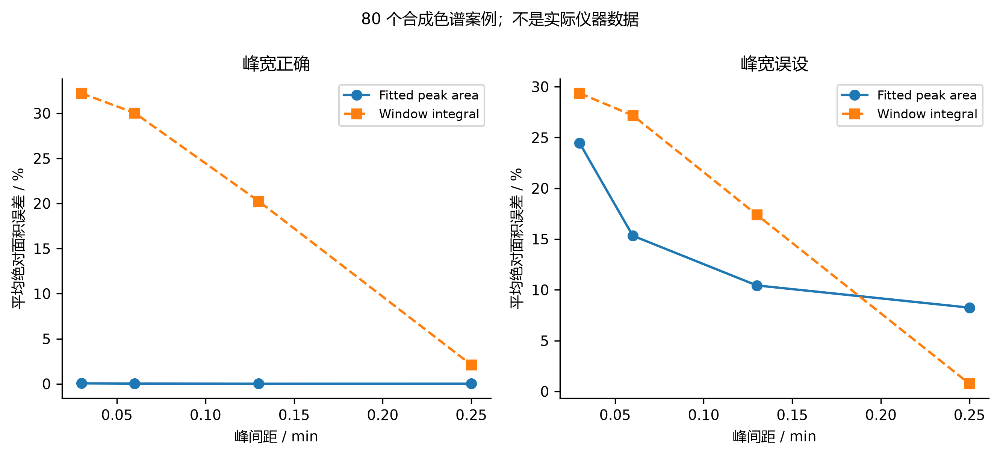 80 个合成色谱案例；不是实际仪器数据
峰宽正确
平均绝对面积误差 / %
30
25
20
15
10
5
0
Fitted peak area
Window integral
0.05 0.10 0.15 0.20 0.25
峰间距 / min
峰宽误设
平均绝对面积误差 / %
30
25
20
15
10
5
0
Fitted peak area
Window integral
0.05 0.10 0.15 0.20 0.25
峰间距 / min